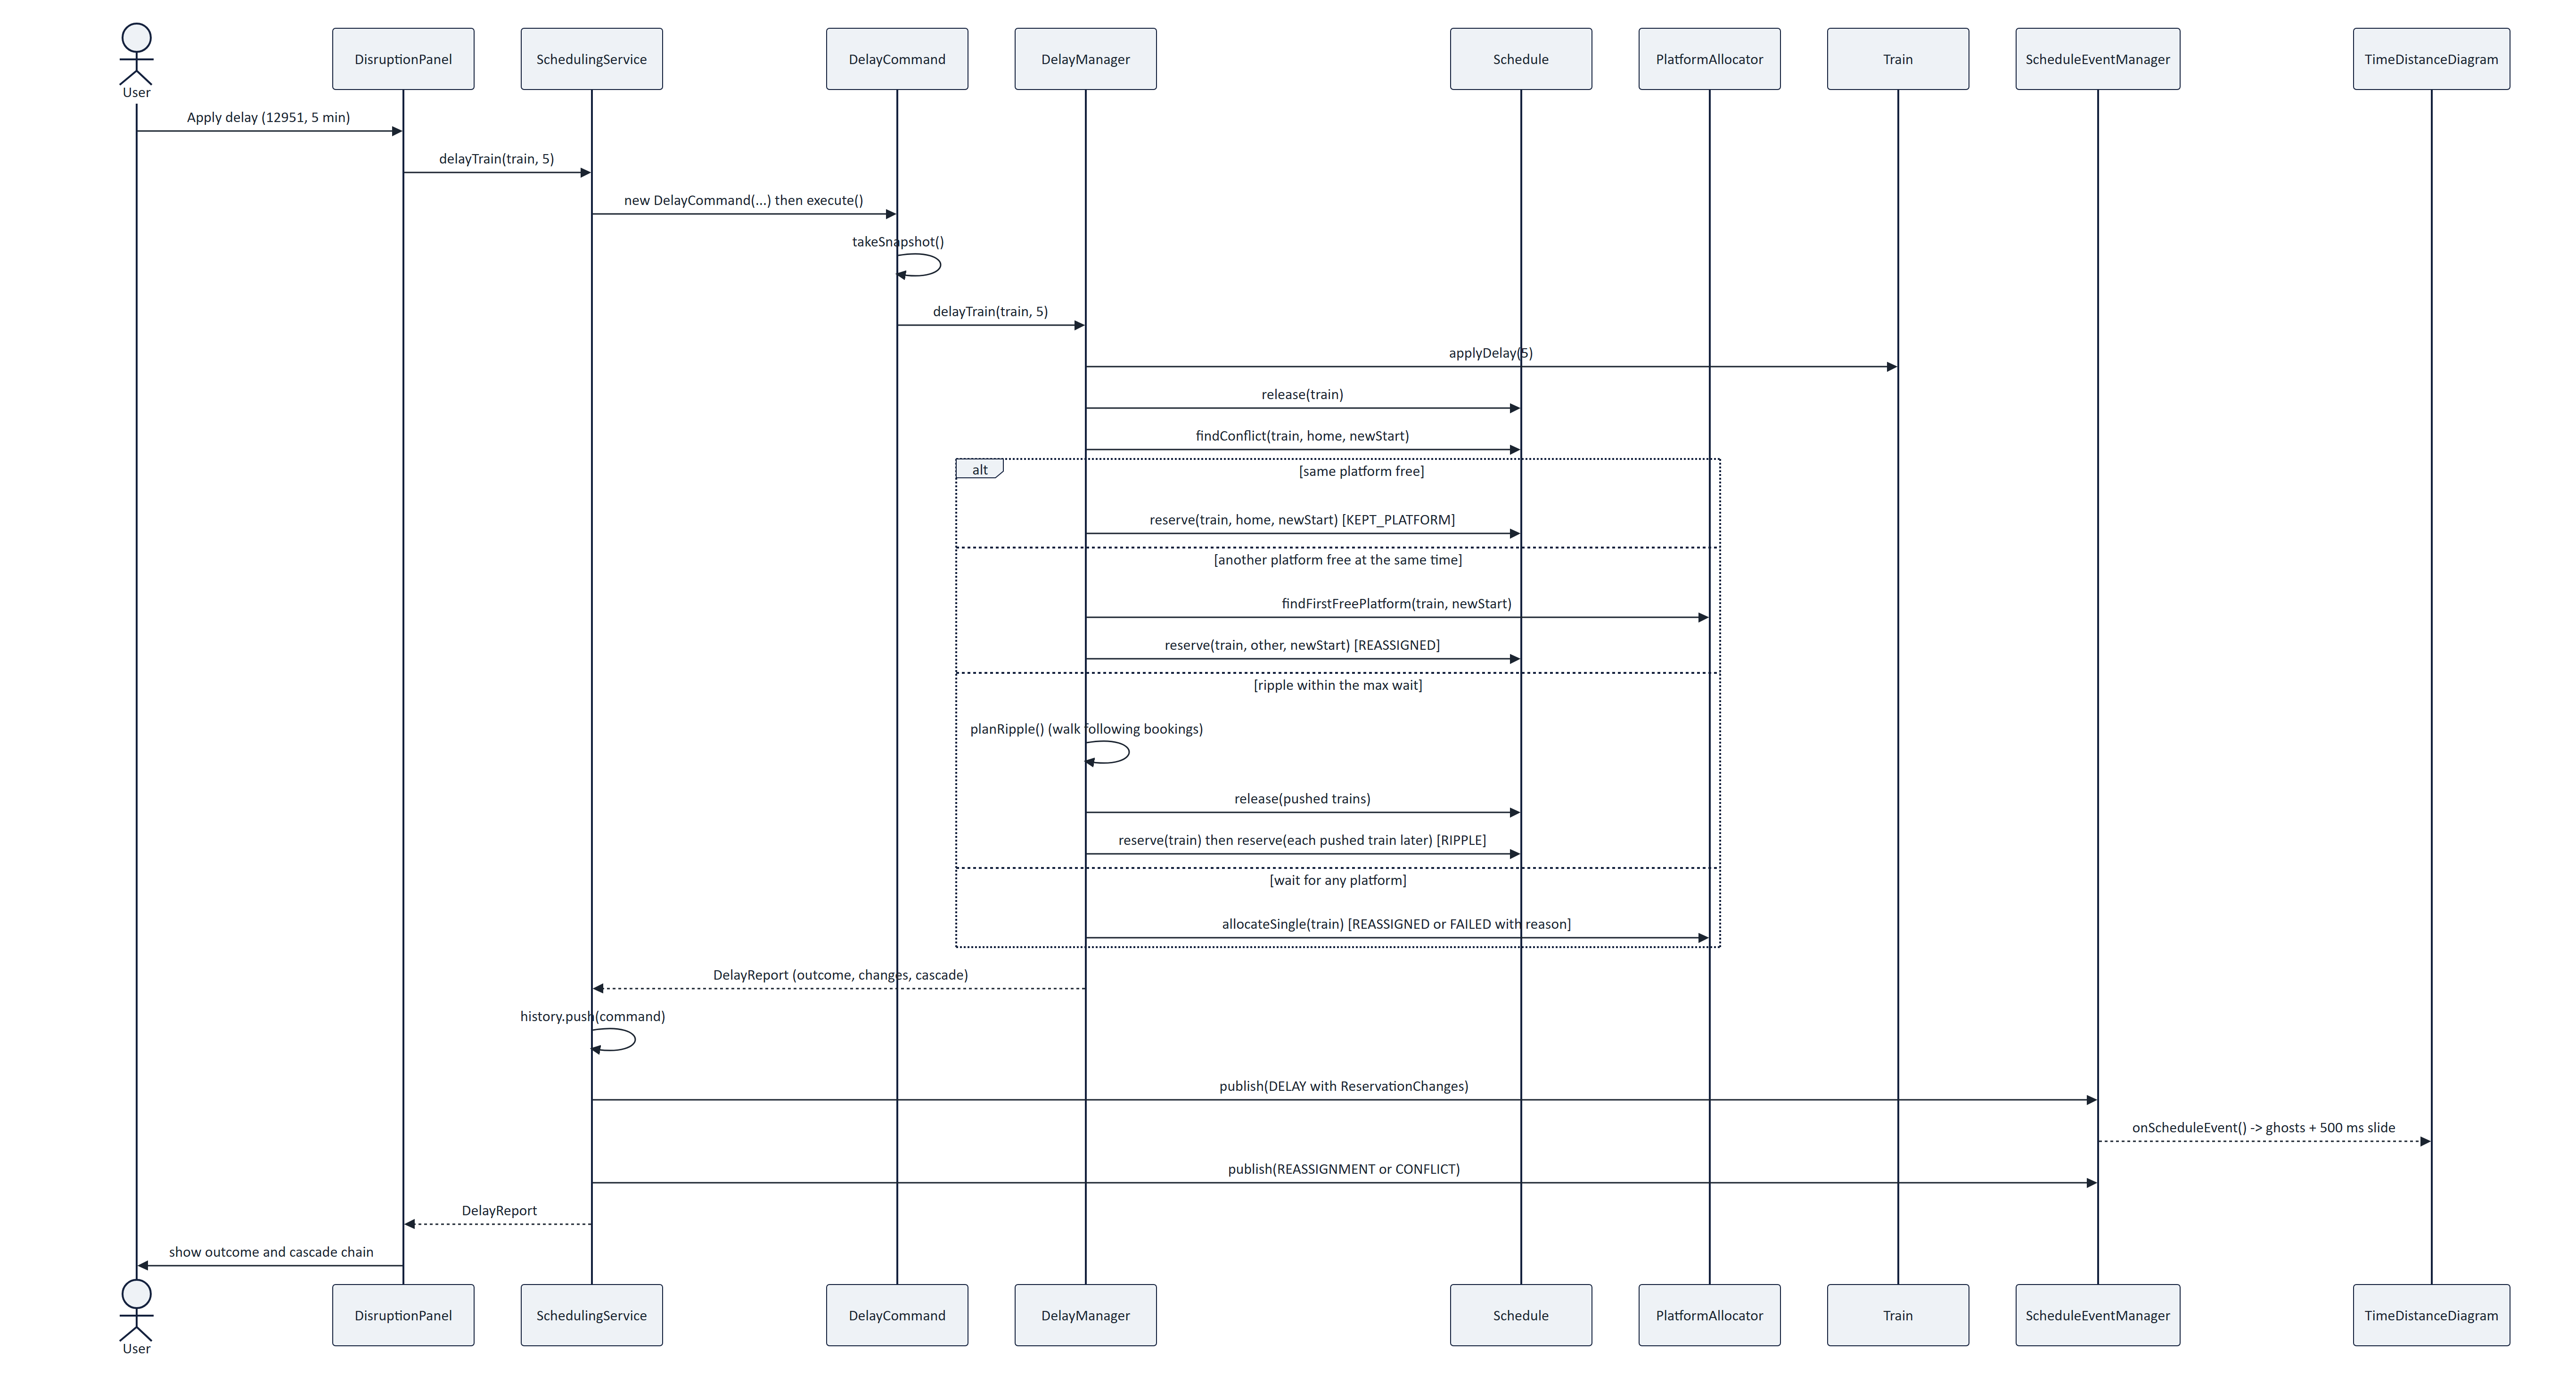 User
DisruptionPanel
SchedulingService
DelayCommand
DelayManager
Schedule
PlatformAllocator
Train
ScheduleEventManager
TimeDistanceDiagram
Apply delay (12951, 5 min)
delayTrain(train, 5)
new DelayCommand(...) then execute()
takeSnapshot()
delayTrain(train, 5)
applyDelay(5)
release(train)
findConflict(train, home, newStart)
alt
[same platform free]
reserve(train, home, newStart) [KEPT_PLATFORM]
[another platform free at the same time]
findFirstFreePlatform(train, newStart)
reserve(train, other, newStart) [REASSIGNED]
[ripple within the max wait]
planRipple() (walk following bookings)
release(pushed trains)
reserve(train) then reserve(each pushed train later) [RIPPLE]
[wait for any platform]
allocateSingle(train) [REASSIGNED or FAILED with reason]
DelayReport (outcome, changes, cascade)
history.push(command)
publish(DELAY with ReservationChanges)
onScheduleEvent() -> ghosts + 500 ms slide
publish(REASSIGNMENT or CONFLICT)
DelayReport
show outcome and cascade chain
User
DisruptionPanel
SchedulingService
DelayCommand
DelayManager
Schedule
PlatformAllocator
Train
ScheduleEventManager
TimeDistanceDiagram